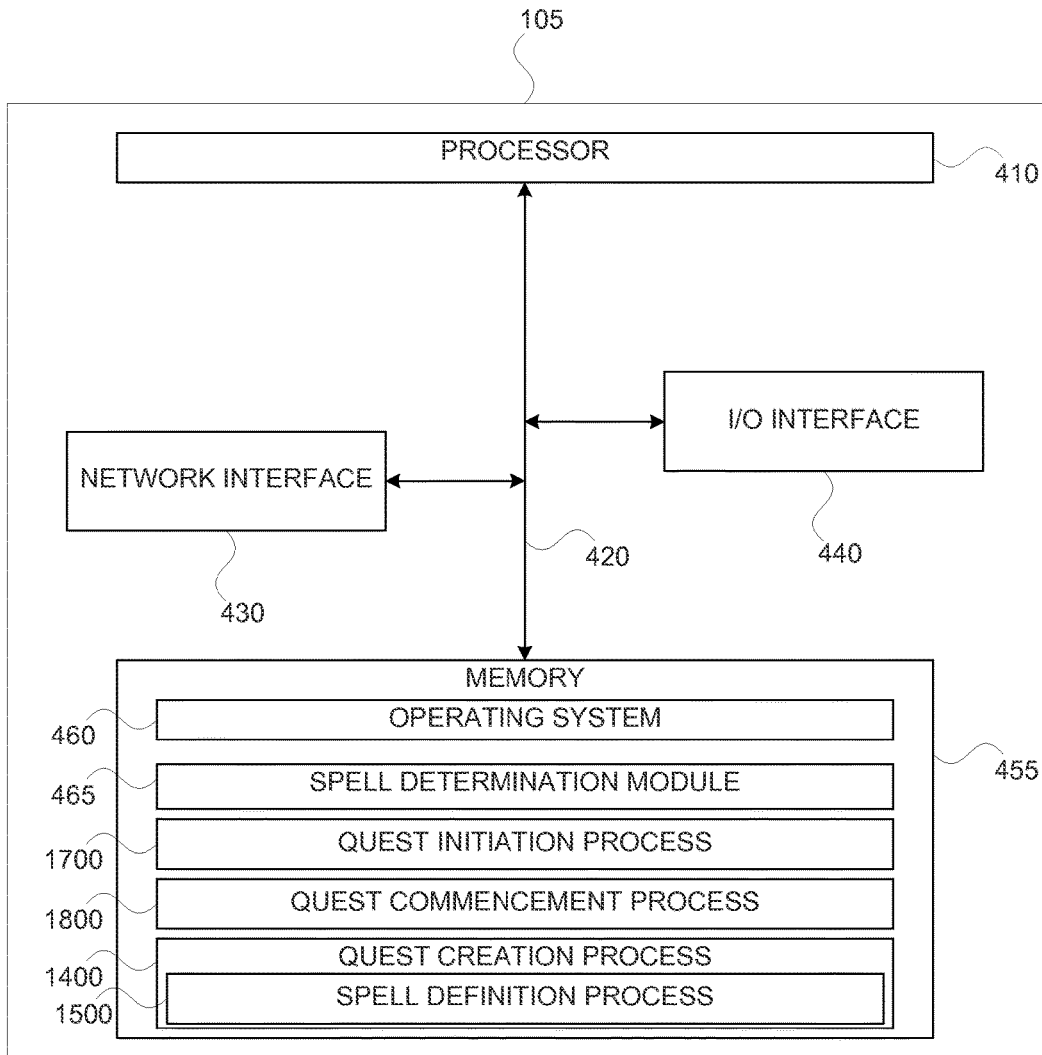 105
PROCESSOR
410
I/O INTERFACE
NETWORK INTERFACE
420
440
430
MEMORY
OPERATING SYSTEM
460
455
SPELL DETERMINATION MODULE
465
QUEST INITIATION PROCESS
1700
QUEST COMMENCEMENT PROCESS
1800
QUEST CREATION PROCESS
1400
SPELL DEFINITION PROCESS
1500